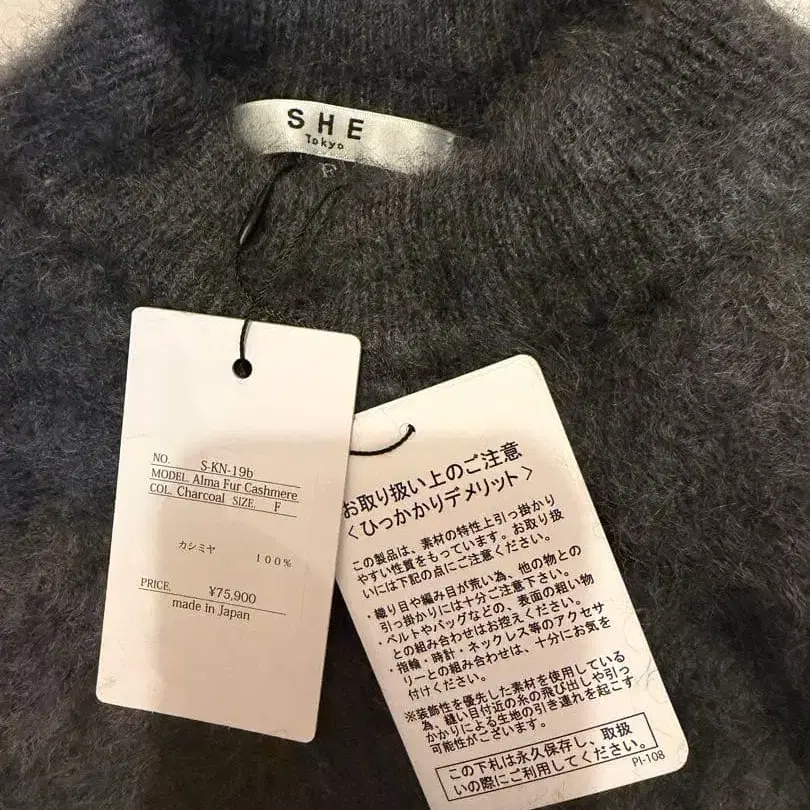 SHE
Tokyo
F
NO. S-KN-19b
MODEL. Alma Fur Cashmere
COL. Charcoal SIZE. F
カシミヤ 100%
PRICE. ¥75,900
made in Japan
お取り扱い上のご注意
<ひっかかりデメリット>
この製品は、素材の特性上引っ掛かり
やすい性質をもっています。お取り扱
いには下記の点にご注意ください。
・織り目や編み目が荒い為、他の物との
引っ掛かりには十分ご注意下さい。
・ベルトやバッグなどの、表面の粗い物
との組み合わせはお控えください。
・指輪・時計・ネックレス等のアクセサ
リーとの組み合わせは、十分にお気を
付けください。
※装飾性を優先した素材を使用している
為、縫い目付近の糸の飛び出しや引っ
かかりによる生地の引き連れを起こす
可能性がございます。
この下札は永久保存し、取扱
いの際にご利用してください。
PI-108